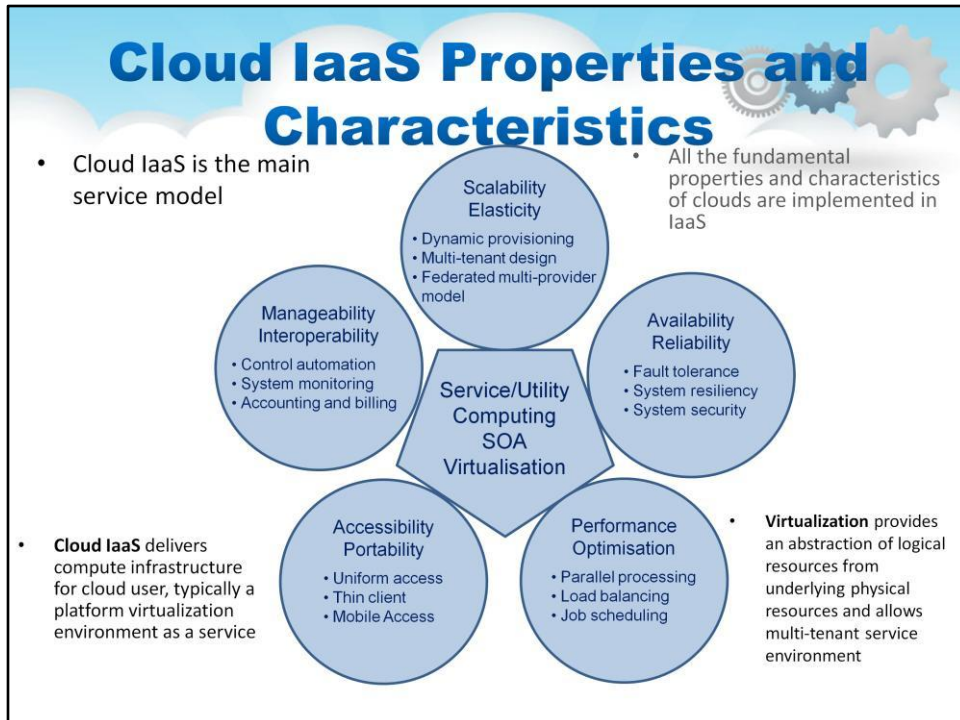 Cloud IaaS Properties and
Characteristics
• Cloud IaaS is the main
service model
• All the fundamental
properties and characteristics
of clouds are implemented in
IaaS
Scalability
Elasticity
• Dynamic provisioning
• Multi-tenant design
• Federated multi-provider
model
Manageability
Interoperability
• Control automation
• System monitoring
• Accounting and billing
Availability
Reliability
• Fault tolerance
• System resiliency
• System security
Service/Utility
Computing
SOA
Virtualisation
Accessibility
Portability
• Uniform access
• Thin client
• Mobile Access
Performance
Optimisation
• Parallel processing
• Load balancing
• Job scheduling
• Cloud IaaS delivers
compute infrastructure
for cloud user, typically a
platform virtualization
environment as a service
• Virtualization provides
an abstraction of logical
resources from
underlying physical
resources and allows
multi-tenant service
environment